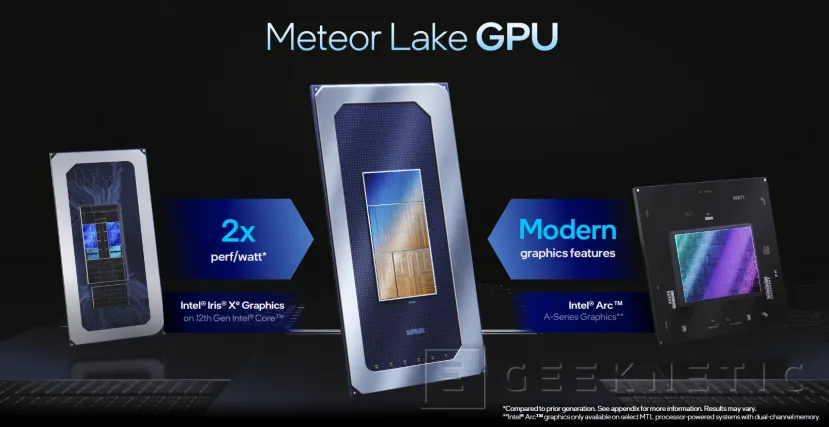 Meteor Lake GPU
2x
perf/watt*
Intel® Iris® Xᵉ Graphics
on 12th Gen Intel® Core™
Modern
graphics features
Intel® Arc™
A-Series Graphics**
GEEKNETIC
*Compared to prior generation. See appendix for more information. Results may vary.
**Intel® Arc™ graphics only available on select MTL processor-powered systems with dual-channel memory.